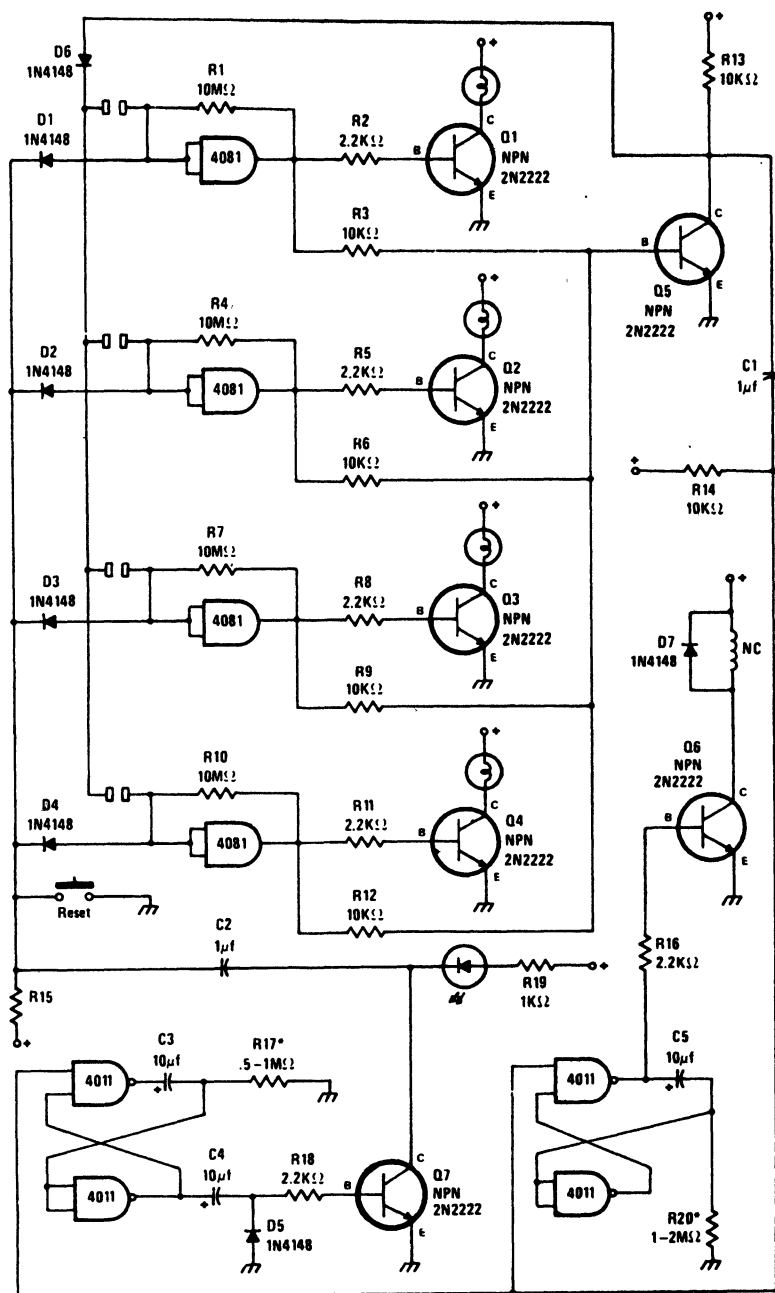 D6
1N4148
R1
10MΩ
D1
1N4148
4081
R2
2.2KΩ
B
C
E
Q1
NPN
2N2222
R3
10KΩ
+
+
R13
10KΩ
B
C
E
Q5
NPN
2N2222
C1
1μf
R4
10MΩ
D2
1N4148
4081
R5
2.2KΩ
B
C
E
Q2
NPN
2N2222
R6
10KΩ
+
+
R14
10KΩ
R7
10MΩ
D3
1N4148
4081
R8
2.2KΩ
B
C
E
Q3
NPN
2N2222
R9
10KΩ
+
+
D7
1N4148
NC
R10
10MΩ
D4
1N4148
4081
R11
2.2KΩ
B
C
E
Q4
NPN
2N2222
R12
10KΩ
+
Q6
NPN
2N2222
B
C
E
Reset
C2
1μf
R19
1KΩ
+
R16
2.2KΩ
R15
+
4011
C3
10μf
+
R17*
.5-1MΩ
4011
C4
10μf
+
D5
1N4148
R18
2.2KΩ
B
C
E
Q7
NPN
2N2222
4011
C5
10μf
+
4011
R20*
1-2MΩ